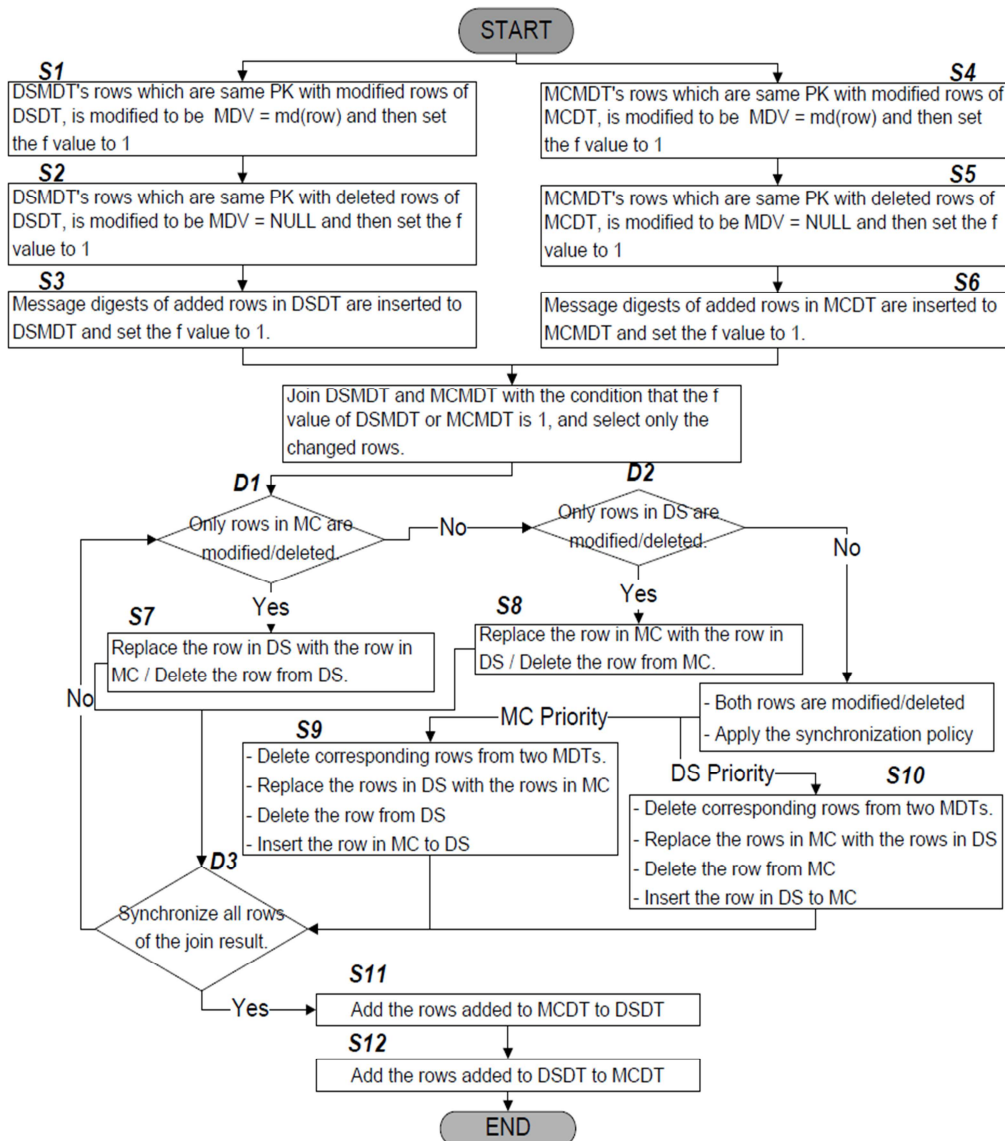 START
S1
DSMDT's rows which are same PK with modified rows of
DSDT, is modified to be MDV = md(row) and then set
the f value to 1
S4
MCMDT's rows which are same PK with modified rows of
MCDT, is modified to be MDV = md(row) and then set
the f value to 1
S2
DSMDT's rows which are same PK with deleted rows of
DSDT, is modified to be MDV = NULL and then set the f
value to 1
S5
MCMDT's rows which are same PK with deleted rows of
MCDT, is modified to be MDV = NULL and then set the f
value to 1
S3
Message digests of added rows in DSDT are inserted to
DSMDT and set the f value to 1.
S6
Message digests of added rows in MCDT are inserted to
MCMDT and set the f value to 1.
Join DSMDT and MCMDT with the condition that the f
value of DSMDT or MCMDT is 1, and select only the
changed rows.
D1
Only rows in MC are
modified/deleted.
No
D2
Only rows in DS are
modified/deleted.
No
Yes
Yes
S7
Replace the row in DS with the row in
MC / Delete the row from DS.
S8
Replace the row in MC with the row in
DS / Delete the row from MC.
No
- Both rows are modified/deleted
- Apply the synchronization policy
MC Priority
DS Priority
S9
- Delete corresponding rows from two MDTs.
- Replace the rows in DS with the rows in MC
- Delete the row from DS
- Insert the row in MC to DS
S10
- Delete corresponding rows from two MDTs.
- Replace the rows in MC with the rows in DS
- Delete the row from MC
- Insert the row in DS to MC
D3
Synchronize all rows
of the join result.
Yes
S11
Add the rows added to MCDT to DSDT
S12
Add the rows added to DSDT to MCDT
END